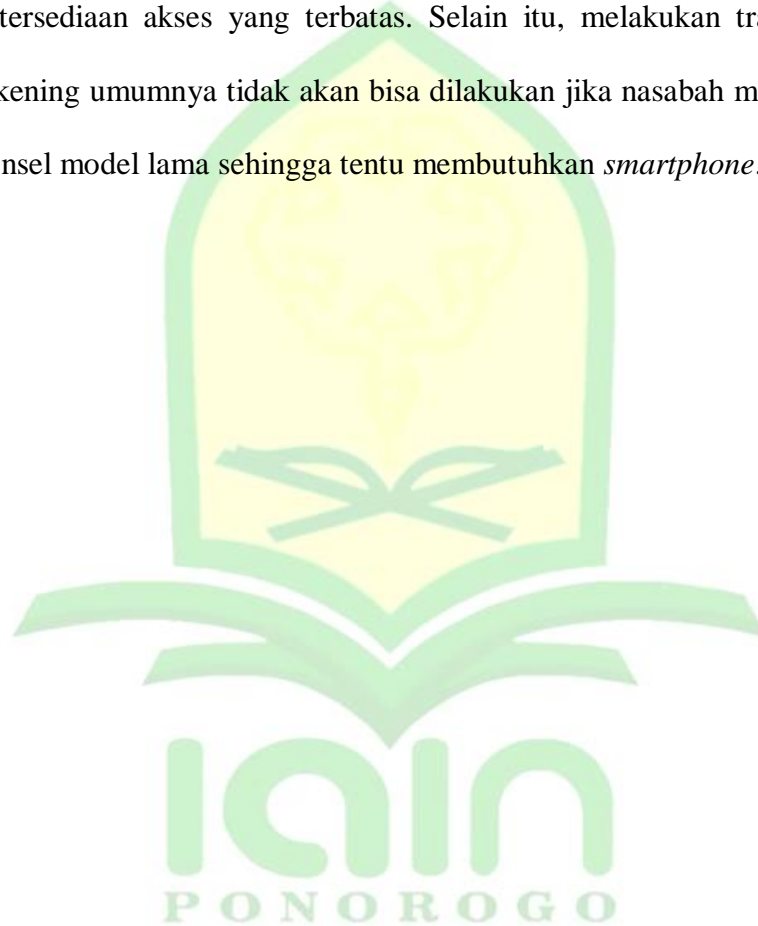 tersediaan akses yang terbatas. Selain itu, melakukan tra
kening umumnya tidak akan bisa dilakukan jika nasabah m
nsel model lama sehingga tentu membutuhkan smartphone.
IAIN
PONOROGO